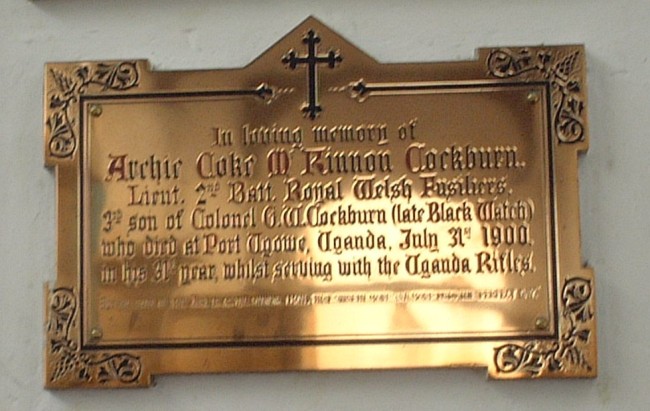 In loving memory of
Archie Coke Mc Kinnon Cockburn.
Lieut. 2nd Batt. Royal Welsh Fusiliers,
3rd son of Colonel G.W. Cockburn (late Black Watch)
who died at Port Ugowe, Uganda, July 31st 1900,
in his 31st year, whilst serving with the Uganda Rifles.